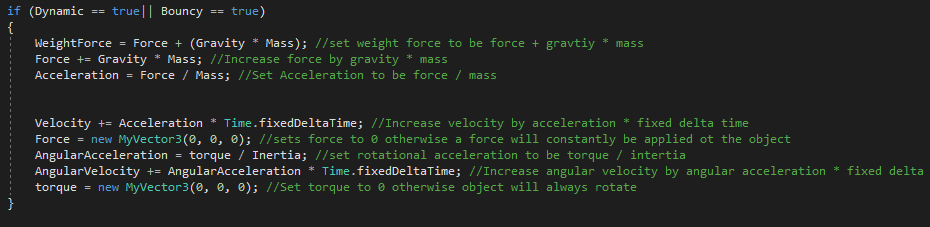 if (Dynamic == true|| Bouncy == true)
{
WeightForce = Force + (Gravity * Mass); //set weight force to be force + gravtiy * mass
Force += Gravity * Mass; //Increase force by gravity * mass
Acceleration = Force / Mass; //Set Acceleration to be force / mass
Velocity += Acceleration * Time.fixedDeltaTime; //Increase velocity by acceleration * fixed delta time
Force = new MyVector3(0, 0, 0); //sets force to 0 otherwise a force will constantly be applied ot the object
AngularAcceleration = torque / Inertia; //set rotational acceleration to be torque / intertia
AngularVelocity += AngularAcceleration * Time.fixedDeltaTime; //Increase angular velocity by angular acceleration * fixed delta
torque = new MyVector3(0, 0, 0); //Set torque to 0 otherwise object will always rotate
}